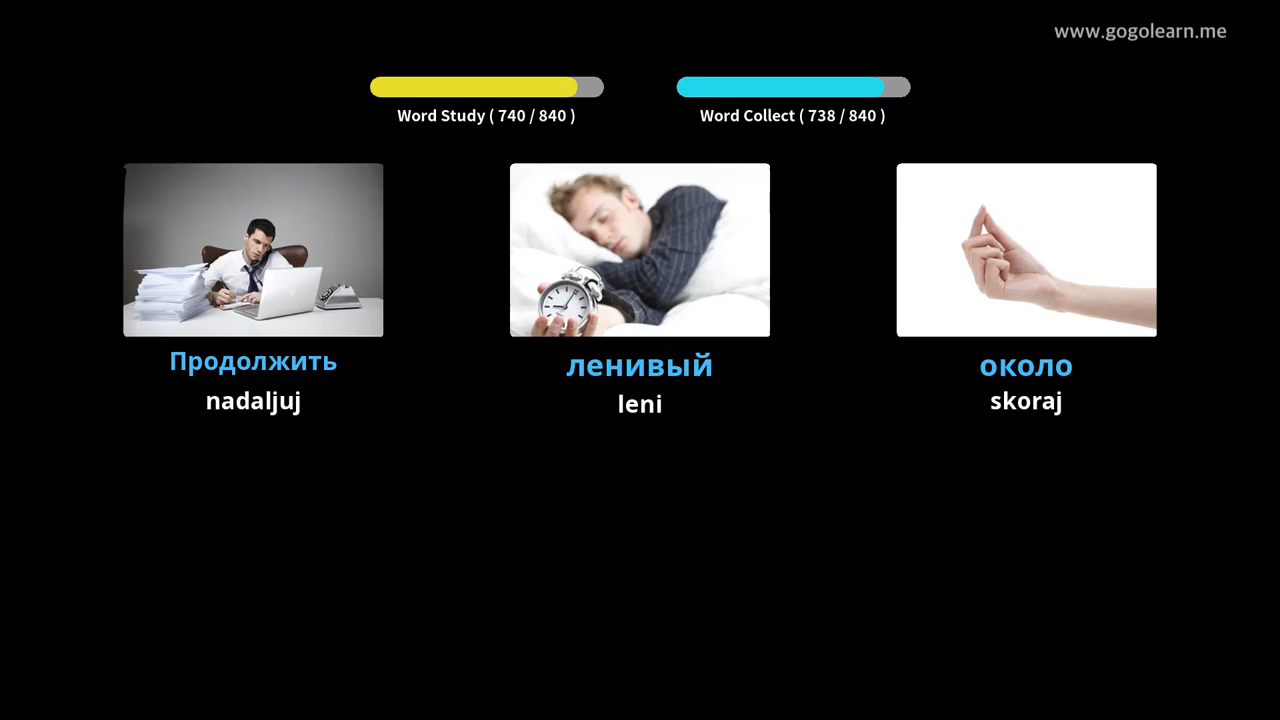 www.gogolearn.me
Word Study ( 740 / 840 )
Word Collect ( 738 / 840 )
Продолжить
nadaljuj
ленивый
leni
около
skoraj